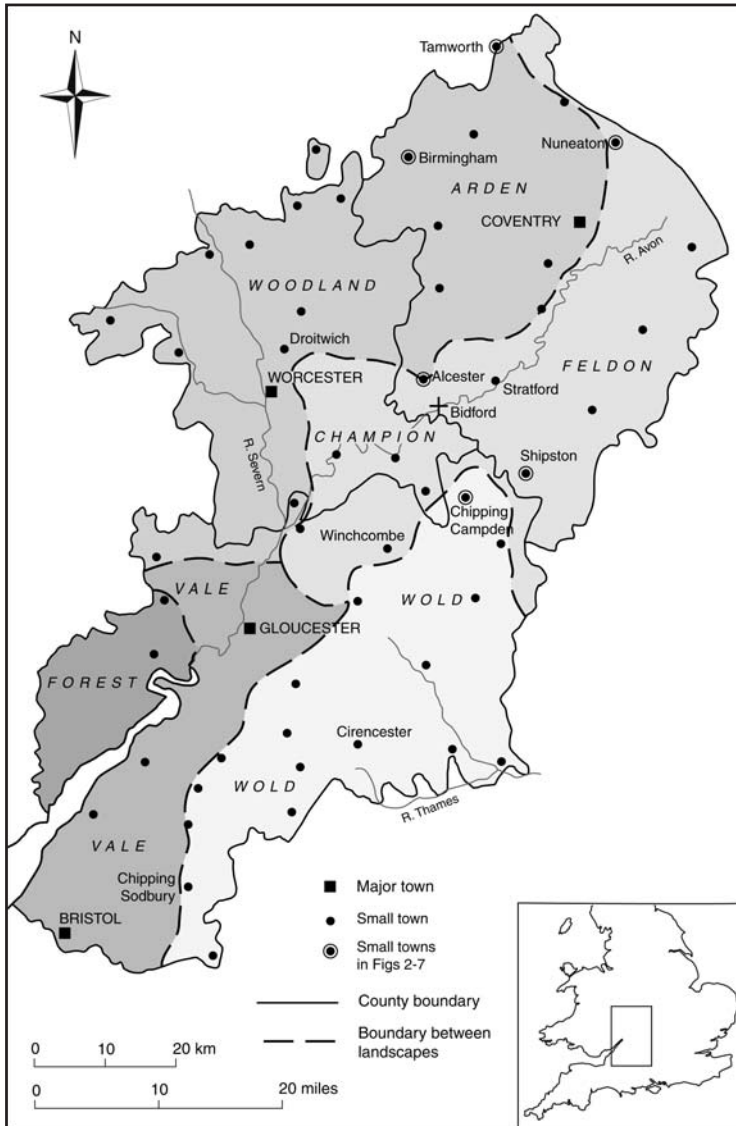 N
Tamworth
Nuneaton
Birmingham
ARDEN
COVENTRY
R. Avon
WOODLAND
Droitwich
FELDON
Alcester
Stratford
WORCESTER
Bidford
CHAMPION
R. Severn
Shipston
Chipping
Campden
Winchcombe
VALE
WOLD
GLOUCESTER
FOREST
Cirencester
WOLD
R. Thames
VALE
Chipping
Sodbury
BRISTOL
Major town
Small town
Small towns
in Figs 2-7
County boundary
Boundary between
landscapes
0 10 20 km
0 10 20 miles